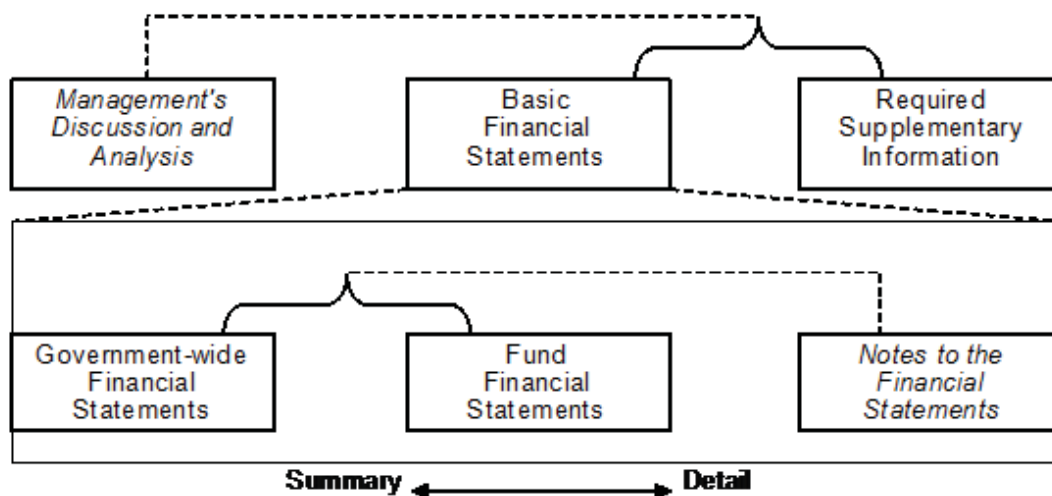 Management's
Discussion and
Analysis
Basic
Financial
Statements
Required
Supplementary
Information
Government-wide
Financial
Statements
Fund
Financial
Statements
Notes to the
Financial
Statements
Summary
Detail